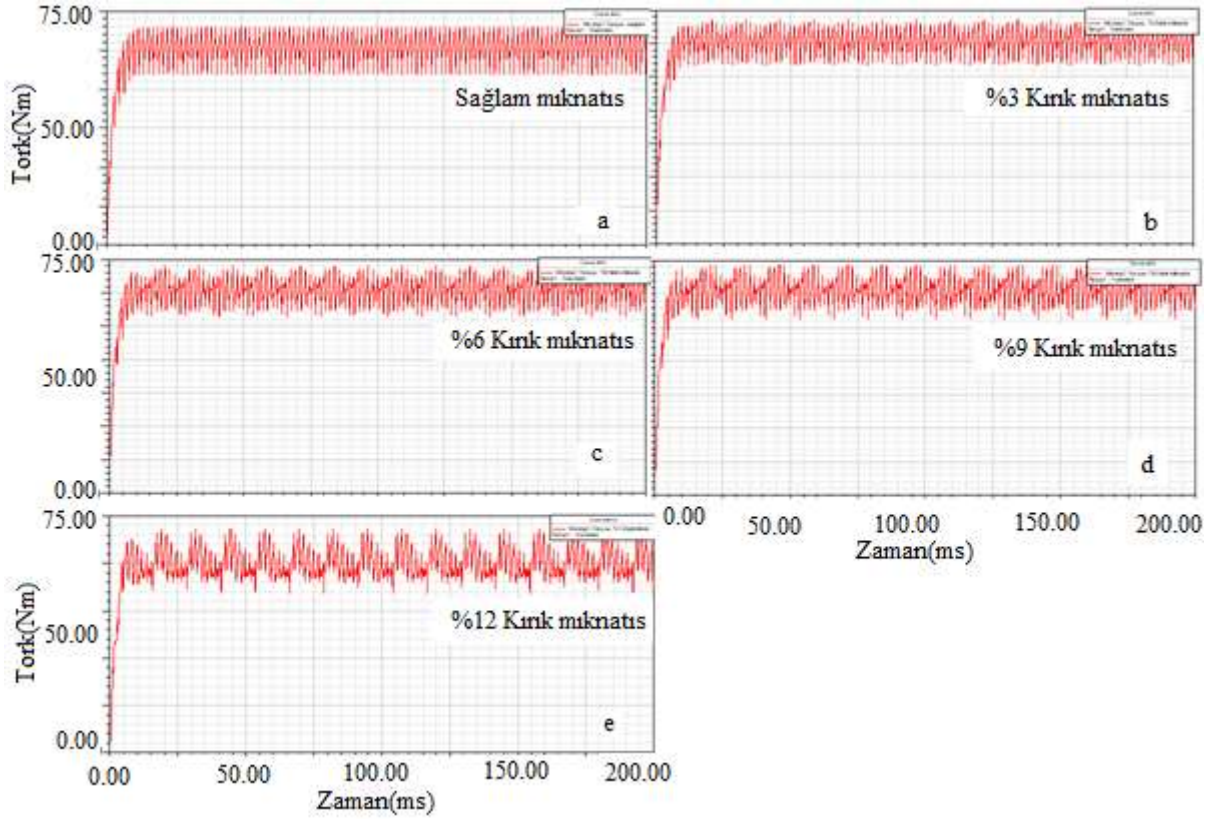 75.00
Tork(Nm)
50.00
0.00
Sağlam mıknatıs
a
%3 Kırık mıknatıs
b
75.00
50.00
0.00
%6 Kırık mıknatıs
c
%9 Kırık mıknatıs
d
0.00 50.00 100.00 150.00 200.00
Zaman(ms)
75.00
Tork(Nm)
50.00
0.00
%12 Kırık mıknatıs
e
0.00 50.00 100.00 150.00 200.00
Zaman(ms)